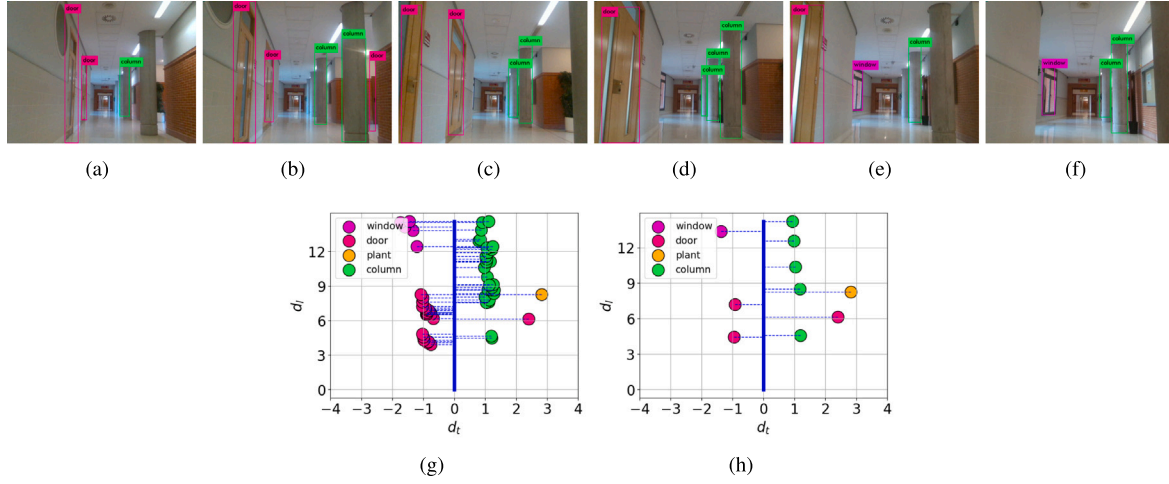 door
door
column
door
door
column
column
door
door
door
column
column
door
column
column
column
door
window
column
window
column
column
(a)
(b)
(c)
(d)
(e)
(f)
window
door
plant
column
12
9
6
3
0
d_l
−4 −3 −2 −1 0 1 2 3 4
d_t
(g)
window
door
plant
column
12
9
6
3
0
d_l
−4 −3 −2 −1 0 1 2 3 4
d_t
(h)